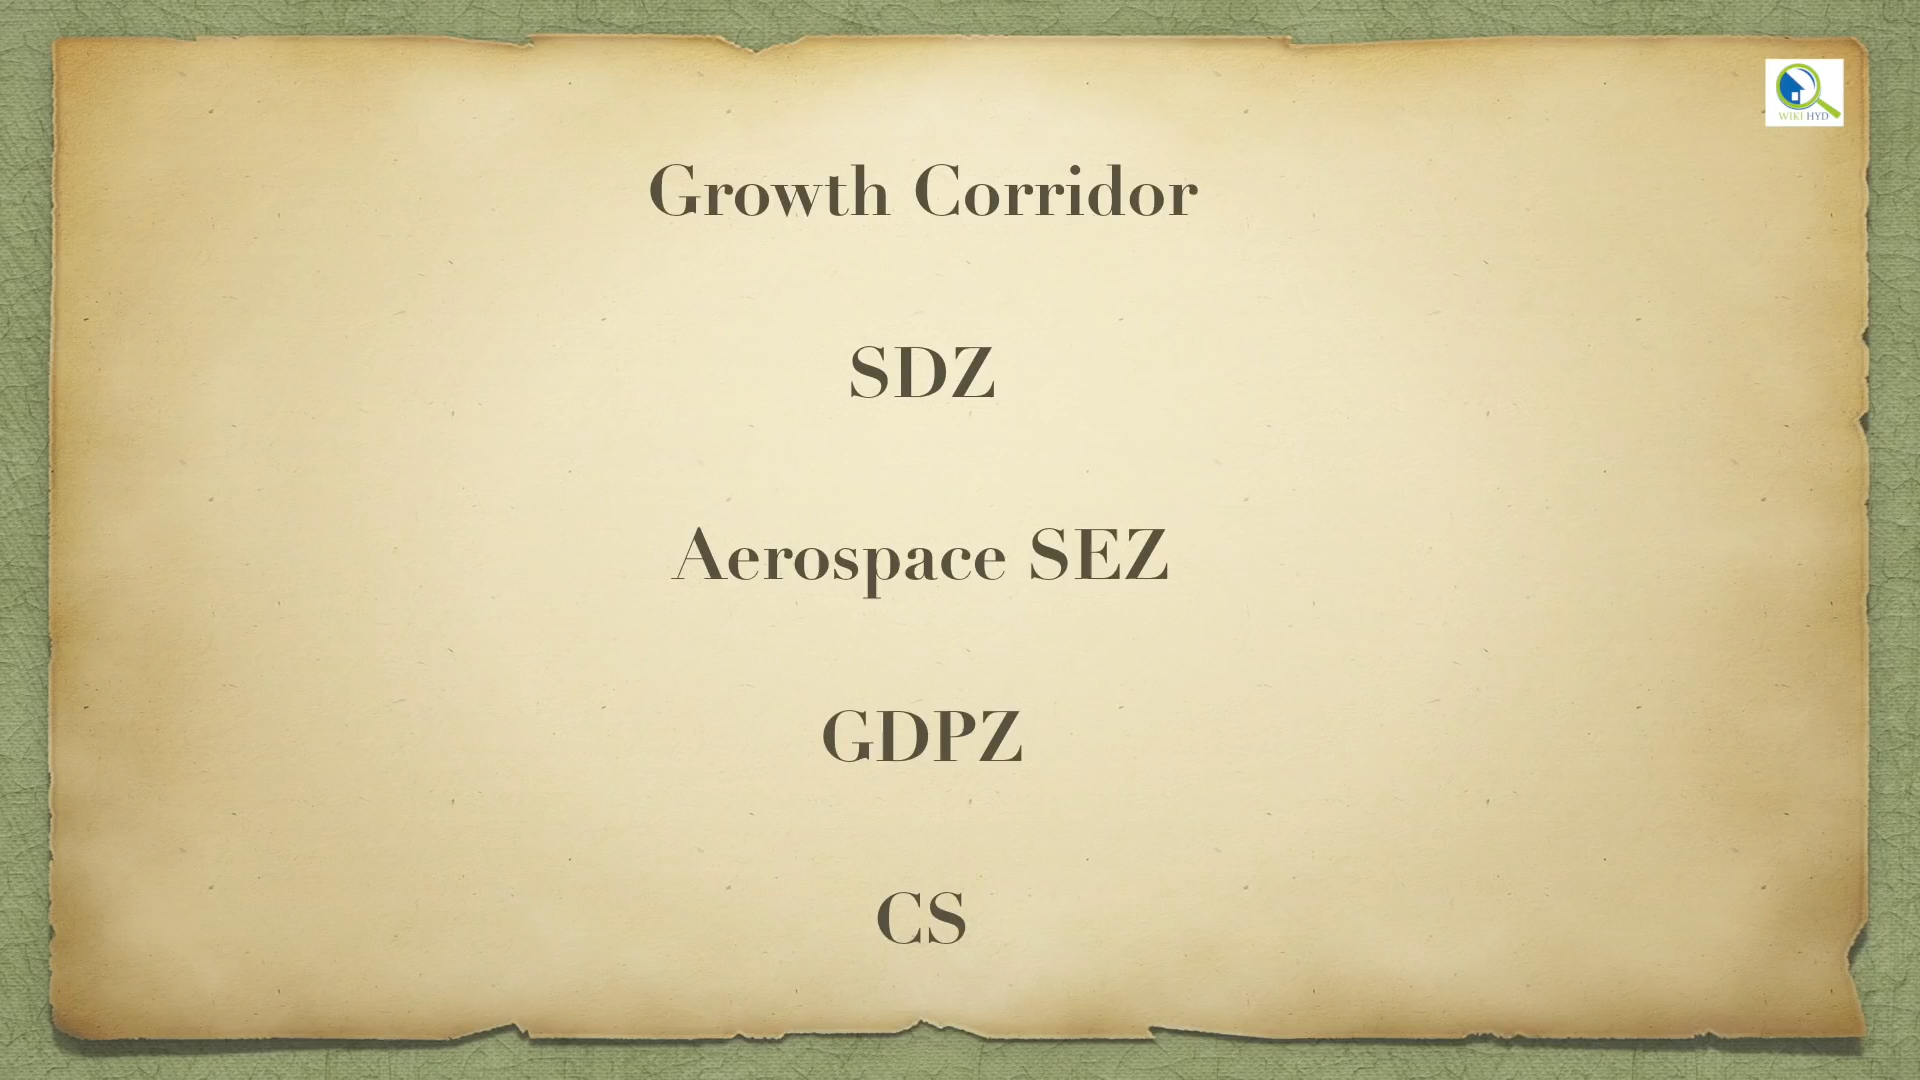 WIKI HYD
Growth Corridor
SDZ
Aerospace SEZ
GDPZ
CS